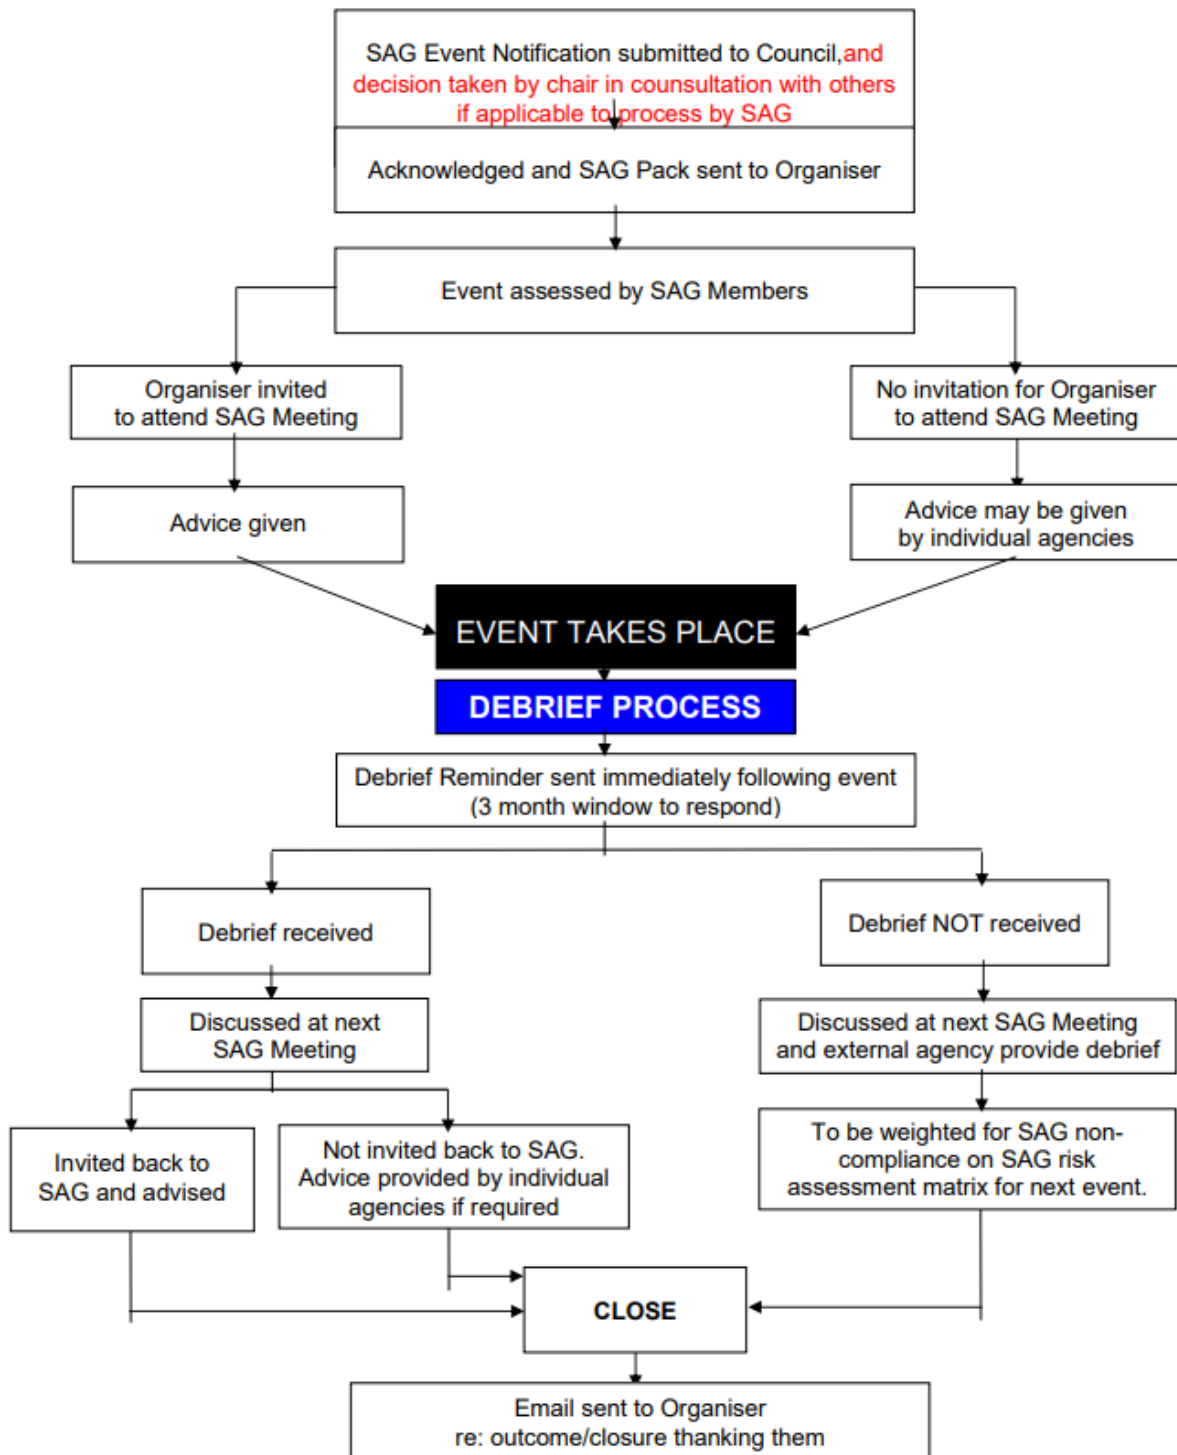 SAG Event Notification submitted to Council,and
decision taken by chair in counsultation with others
if applicable to process by SAG
Acknowledged and SAG Pack sent to Organiser
Event assessed by SAG Members
Organiser invited
to attend SAG Meeting
No invitation for Organiser
to attend SAG Meeting
Advice given
Advice may be given
by individual agencies
EVENT TAKES PLACE
DEBRIEF PROCESS
Debrief Reminder sent immediately following event
(3 month window to respond)
Debrief received
Debrief NOT received
Discussed at next
SAG Meeting
Discussed at next SAG Meeting
and external agency provide debrief
Invited back to
SAG and advised
Not invited back to SAG.
Advice provided by individual
agencies if required
To be weighted for SAG non-
compliance on SAG risk
assessment matrix for next event.
CLOSE
Email sent to Organiser
re: outcome/closure thanking them